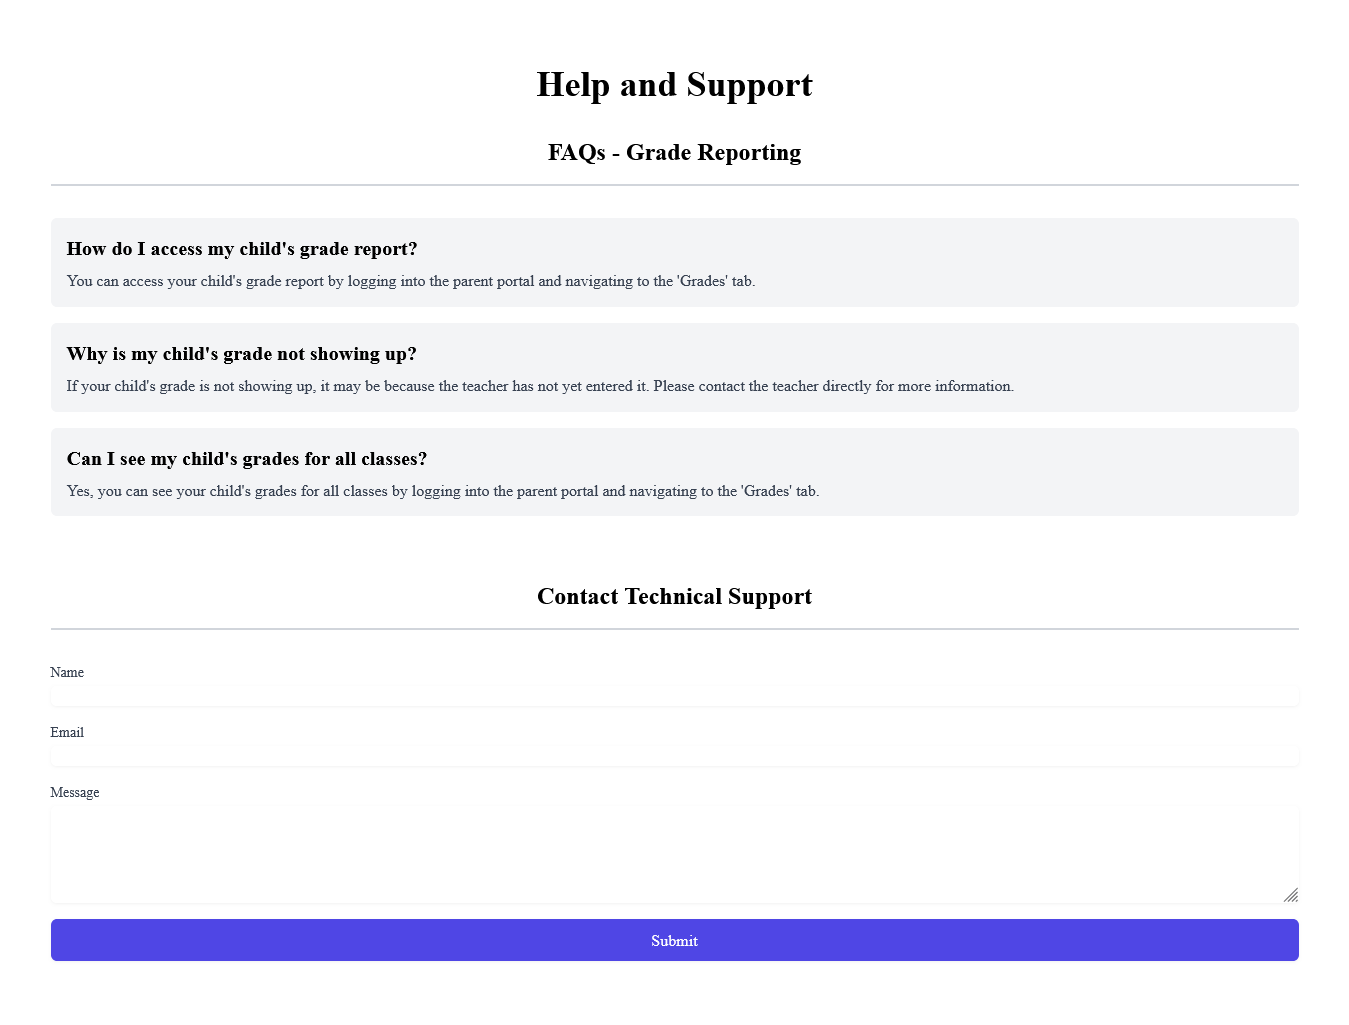 Help and Support
FAQs - Grade Reporting
How do I access my child's grade report?
You can access your child's grade report by logging into the parent portal and navigating to the 'Grades' tab.
Why is my child's grade not showing up?
If your child's grade is not showing up, it may be because the teacher has not yet entered it. Please contact the teacher directly for more information.
Can I see my child's grades for all classes?
Yes, you can see your child's grades for all classes by logging into the parent portal and navigating to the 'Grades' tab.
Contact Technical Support
Name
Email
Message
Submit